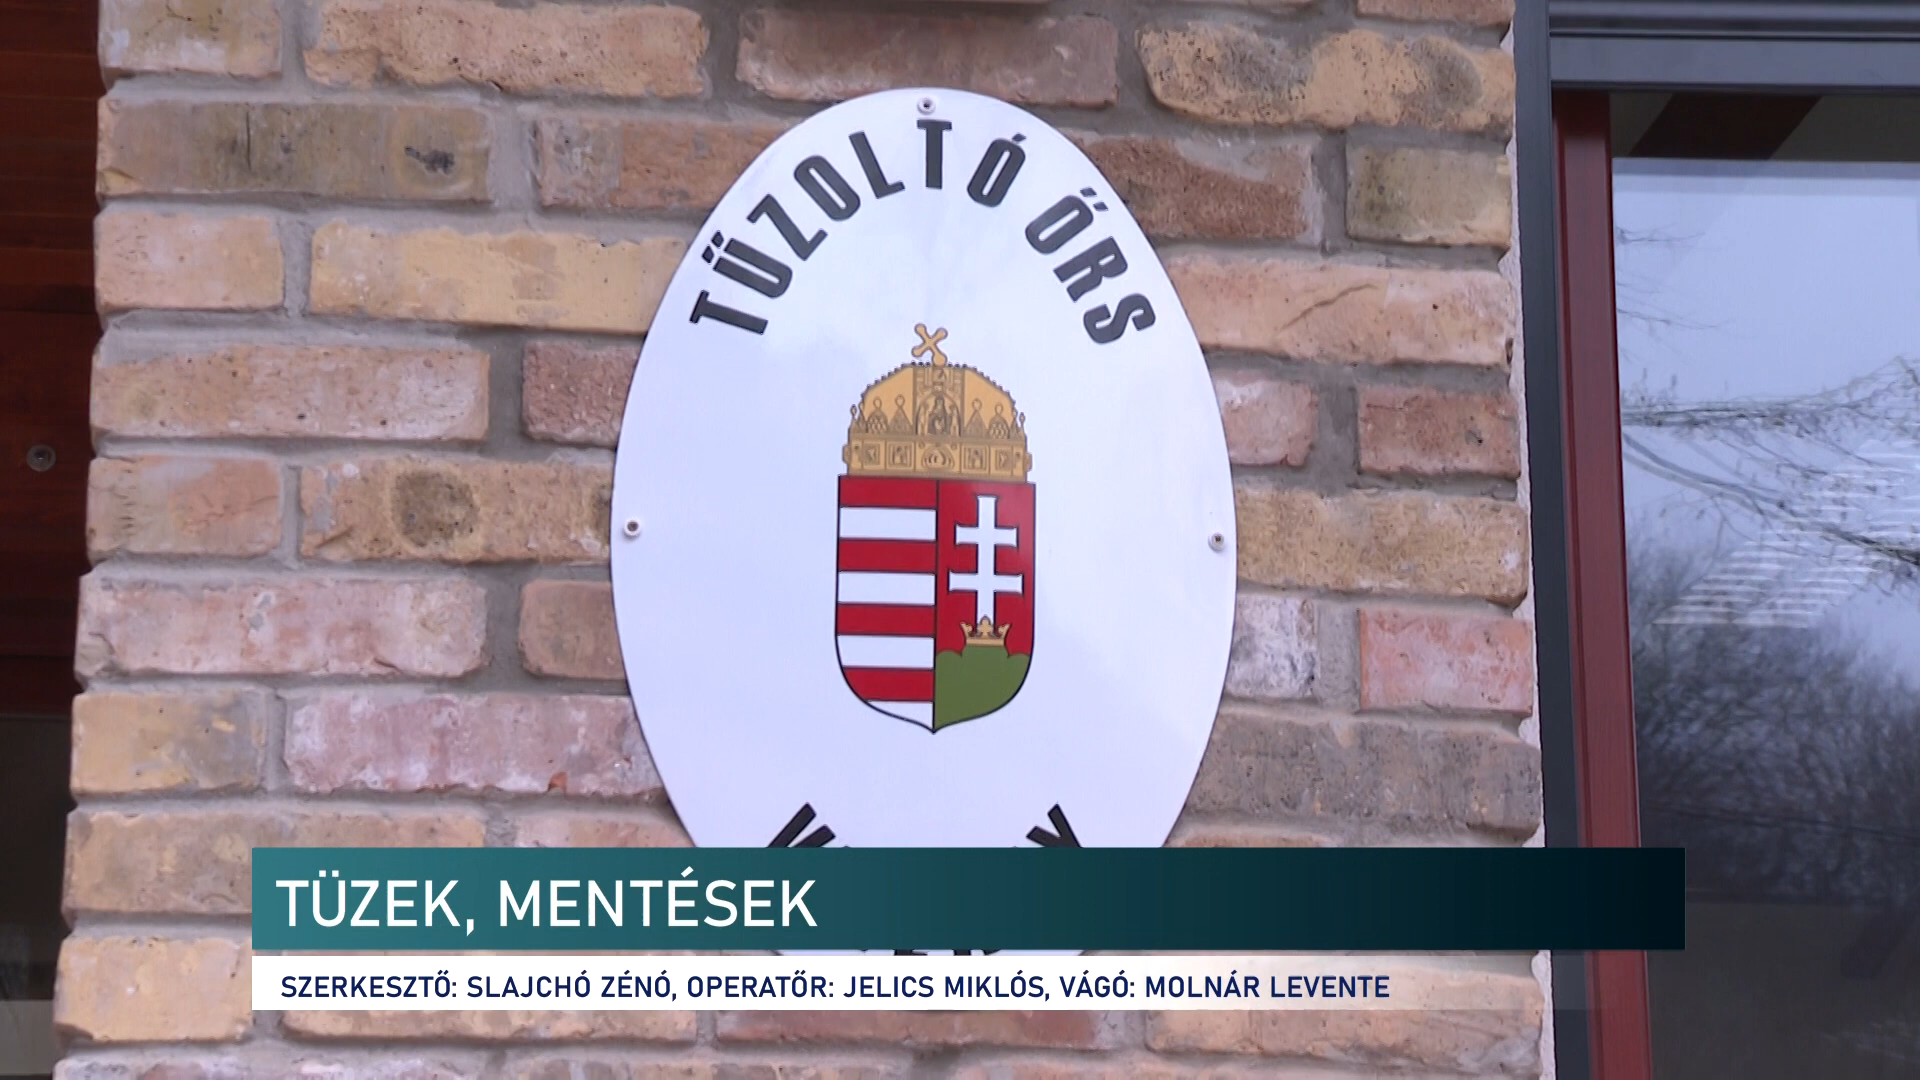 TŰZOLTÓ ŐRS
TÜZEK, MENTÉSEK
SZERKESZTŐ: SLAJCHÓ ZÉNÓ, OPERATŐR: JELICS MIKLÓS, VÁGÓ: MOLNÁR LEVENTE